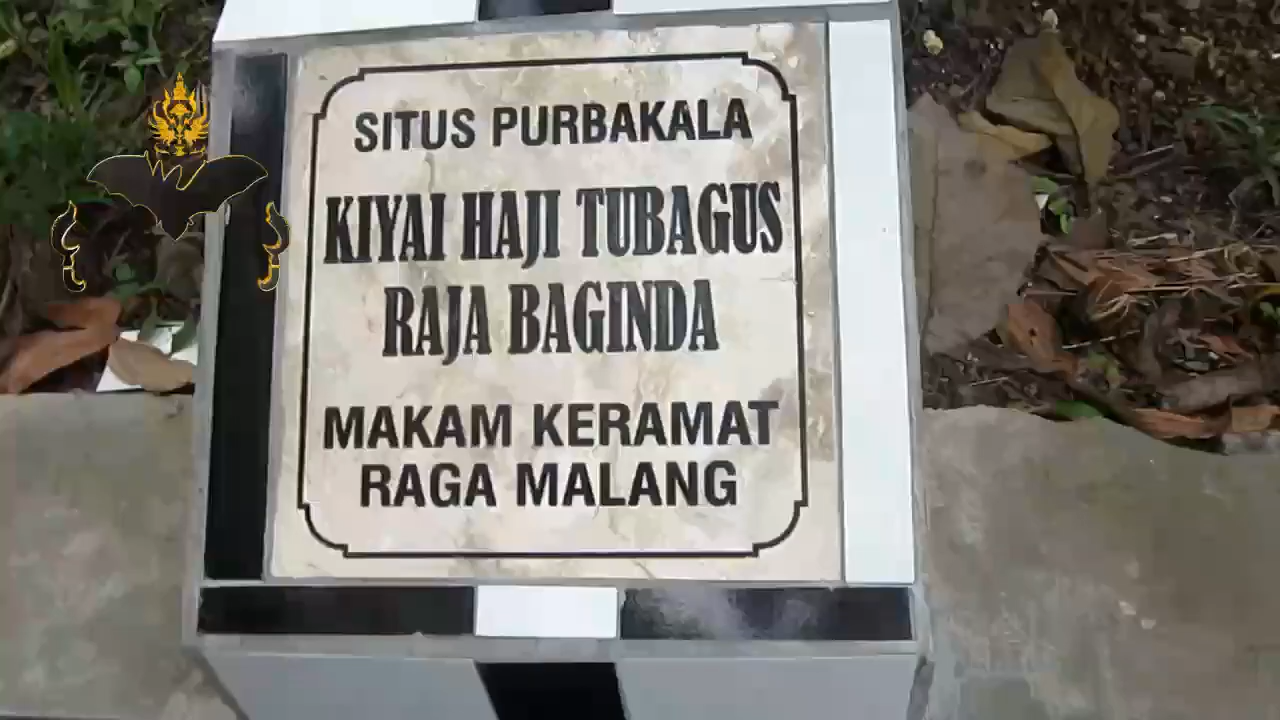 SITUS PURBAKALA
KIYAI HAJI TUBAGUS
RAJA BAGINDA
MAKAM KERAMAT
RAGA MALANG